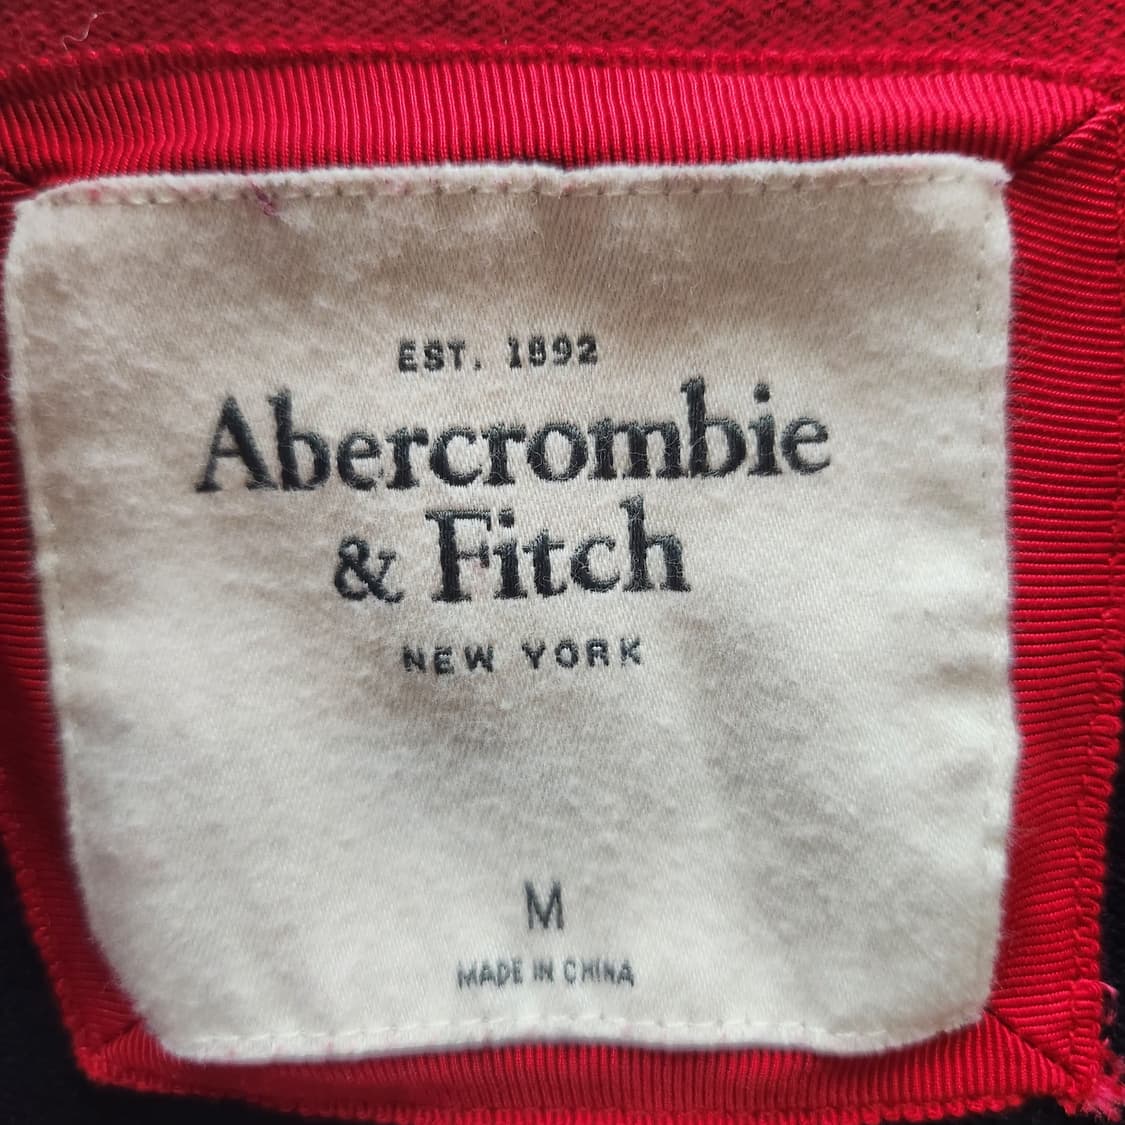 EST. 1892
Abercrombie
& Fitch
NEW YORK
M
MADE IN CHINA